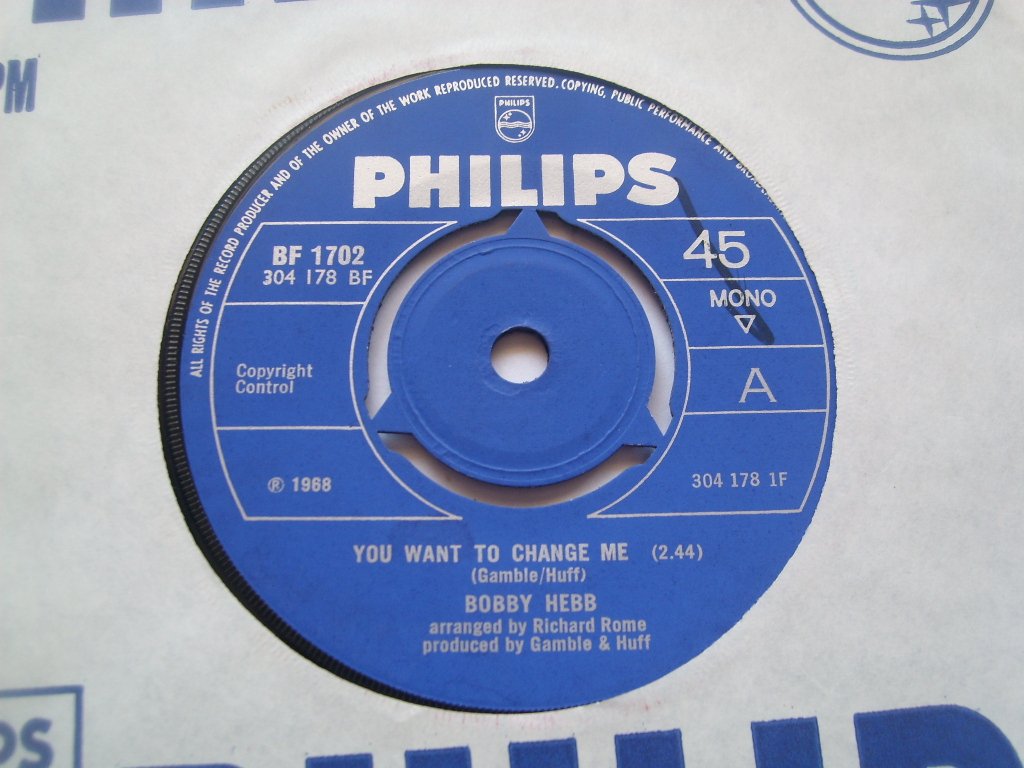 PM
ALL RIGHTS OF THE RECORD PRODUCER AND OF THE OWNER OF THE WORK REPRODUCED RESERVED. COPYING, PUBLIC PERFORMANCE AND
PHILIPS
PHILIPS
BF 1702
304 178 BF
45
MONO
Copyright
Control
A
℗ 1968
304 178 1F
YOU WANT TO CHANGE ME (2.44)
(Gamble/Huff)
BOBBY HEBB
arranged by Richard Rome
produced by Gamble & Huff
PS